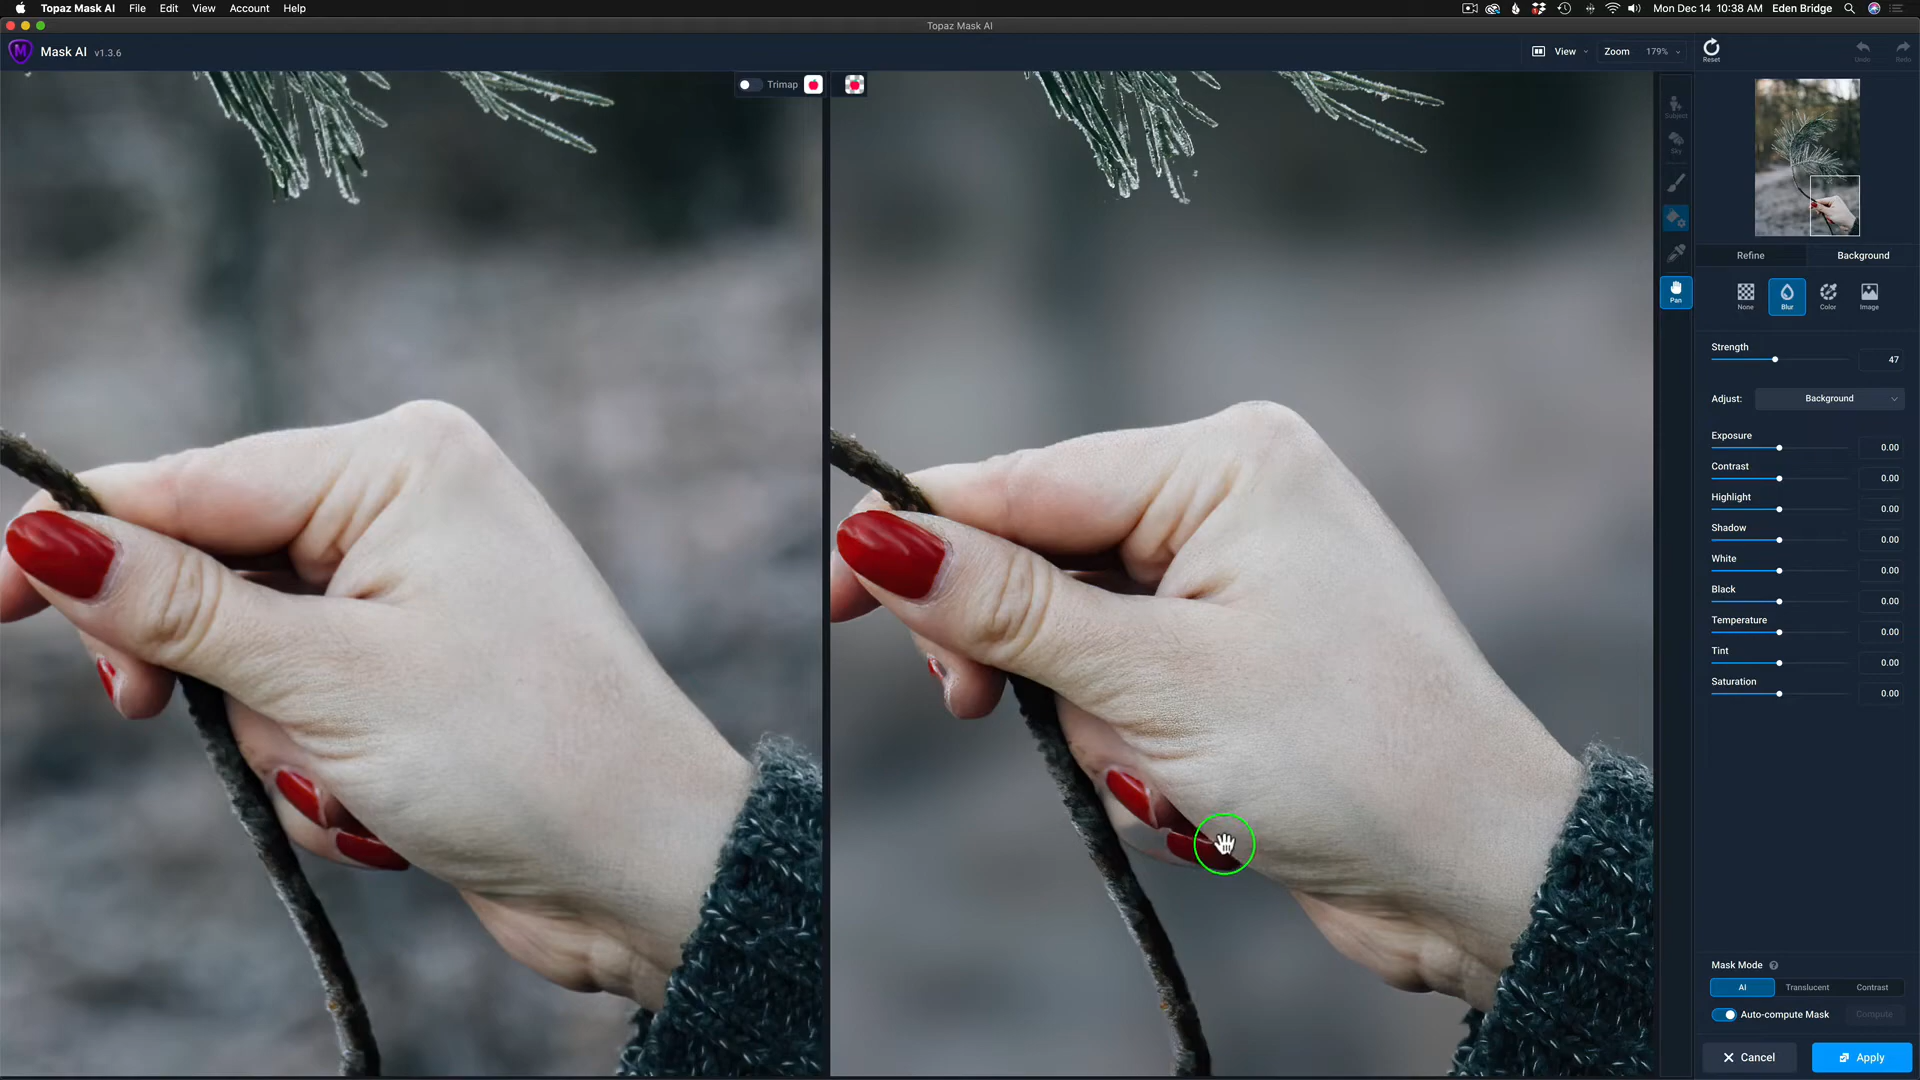 Topaz Mask AI File Edit View Account Help Mon Dec 14 10:38 AM Eden Bridge
Topaz Mask AI
Mask AI v1.3.6
View Zoom 179%
Reset
Undo
Redo
Trimap
Subject
Sky
Pan
Refine Background
None Blur Color Image
Strength
47
Adjust: Background
Exposure
0.00
Contrast
0.00
Highlight
0.00
Shadow
0.00
White
0.00
Black
0.00
Temperature
0.00
Tint
0.00
Saturation
0.00
Mask Mode ?
AI Translucent Contrast
Auto-compute Mask Compute
Cancel Apply